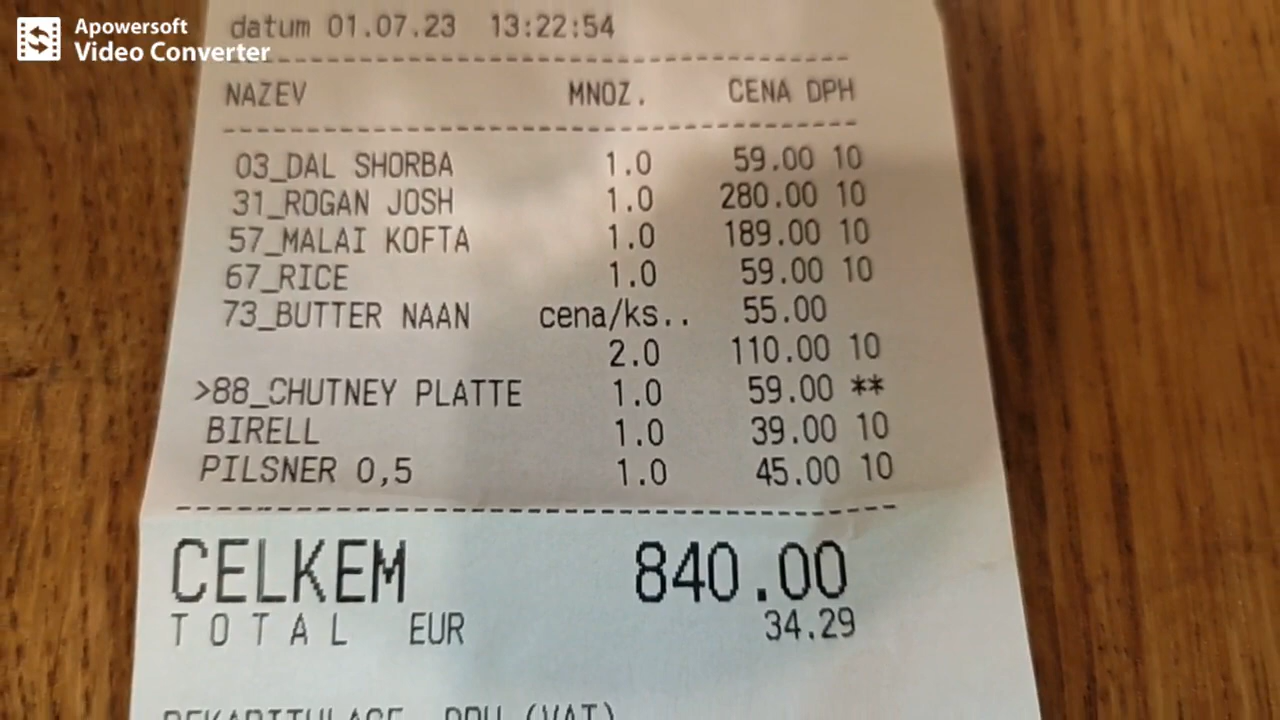 Apowersoft
Video Converter
datum 01.07.23 13:22:54
NAZEV MNOZ. CENA DPH
03_DAL SHORBA 1.0 59.00 10
31_ROGAN JOSH 1.0 280.00 10
57_MALAI KOFTA 1.0 189.00 10
67_RICE 1.0 59.00 10
73_BUTTER NAAN cena/ks.. 55.00
2.0 110.00 10
>88_CHUTNEY PLATTE 1.0 59.00 **
BIRELL 1.0 39.00 10
PILSNER 0,5 1.0 45.00 10
CELKEM 840.00
TOTAL EUR 34.29
REKAPITULACE DPH (VAT)